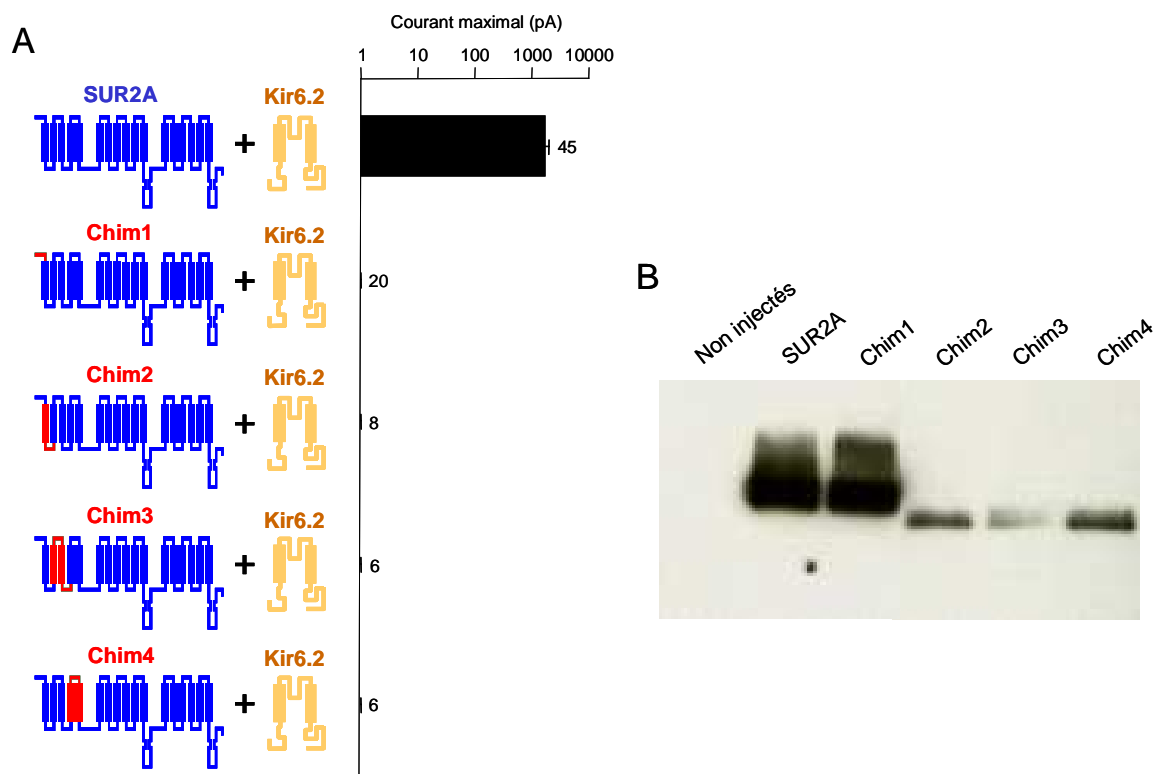 A
Courant maximal (pA)
1 10 100 1000 10000
SUR2A
Kir6.2
+
45
Chim1
Kir6.2
+
20
Chim2
Kir6.2
+
8
Chim3
Kir6.2
+
6
Chim4
Kir6.2
+
6
B
Non injectés
SUR2A
Chim1
Chim2
Chim3
Chim4